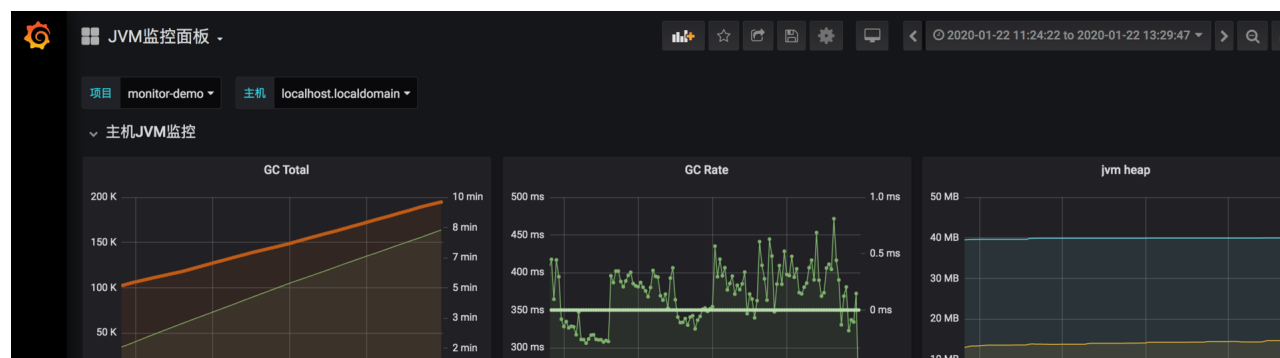 JVM监控面板
2020-01-22 11:24:22 to 2020-01-22 13:29:47
项目 monitor-demo 主机 localhost.localdomain
主机JVM监控
GC Total
200 K
150 K
100 K
50 K
10 min
8 min
7 min
5 min
3 min
2 min
GC Rate
500 ms
450 ms
400 ms
350 ms
300 ms
1.0 ms
0.5 ms
0 ms
jvm heap
50 MB
40 MB
30 MB
20 MB
10 MB